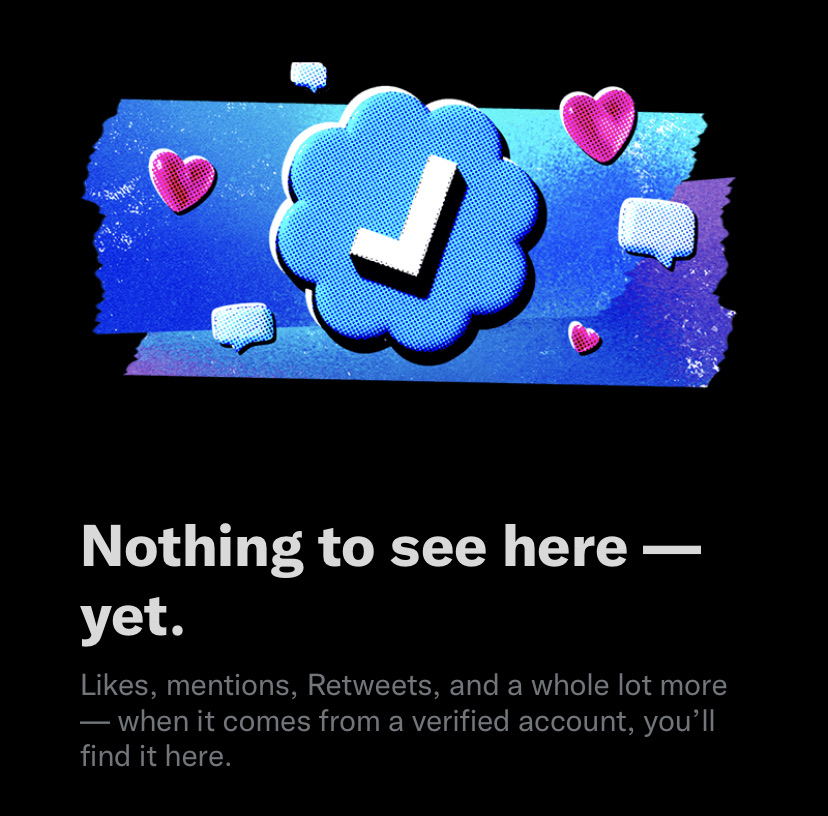 Nothing to see here —
yet.
Likes, mentions, Retweets, and a whole lot more
— when it comes from a verified account, you’ll
find it here.